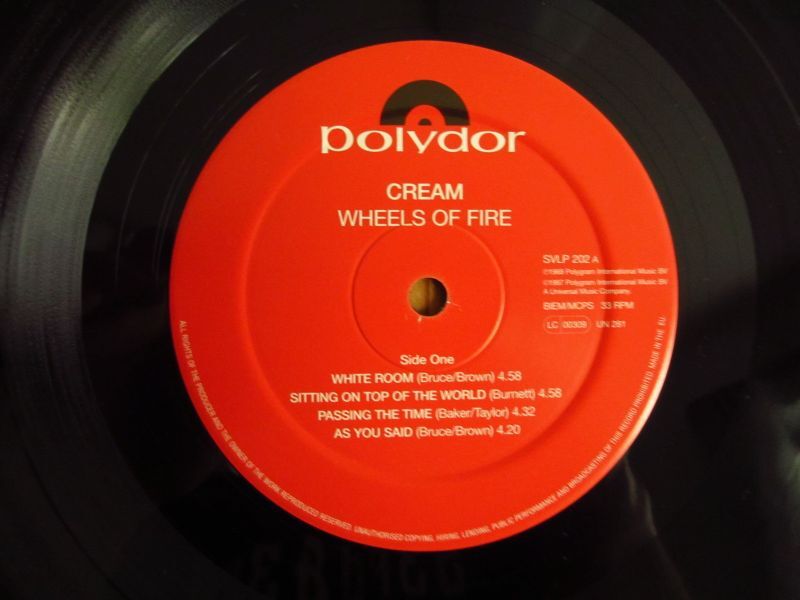 polydor
CREAM
WHEELS OF FIRE
SVLP 202 A
℗1968 Polygram International Music BV
©1997 Polygram International Music BV
A Universal Music Company
BIEM/MCPS 33 RPM
LC 00309 UN 281
Side One
WHITE ROOM (Bruce/Brown) 4.58
SITTING ON TOP OF THE WORLD (Burnett) 4.58
PASSING THE TIME (Baker/Taylor) 4.32
AS YOU SAID (Bruce/Brown) 4.20
ALL RIGHTS OF THE PRODUCER AND THE OWNER OF THE WORK REPRODUCED RESERVED. UNAUTHORISED COPYING, HIRING, LENDING, PUBLIC PERFORMANCE AND BROADCASTING OF THIS RECORD PROHIBITED. MADE IN THE EU.